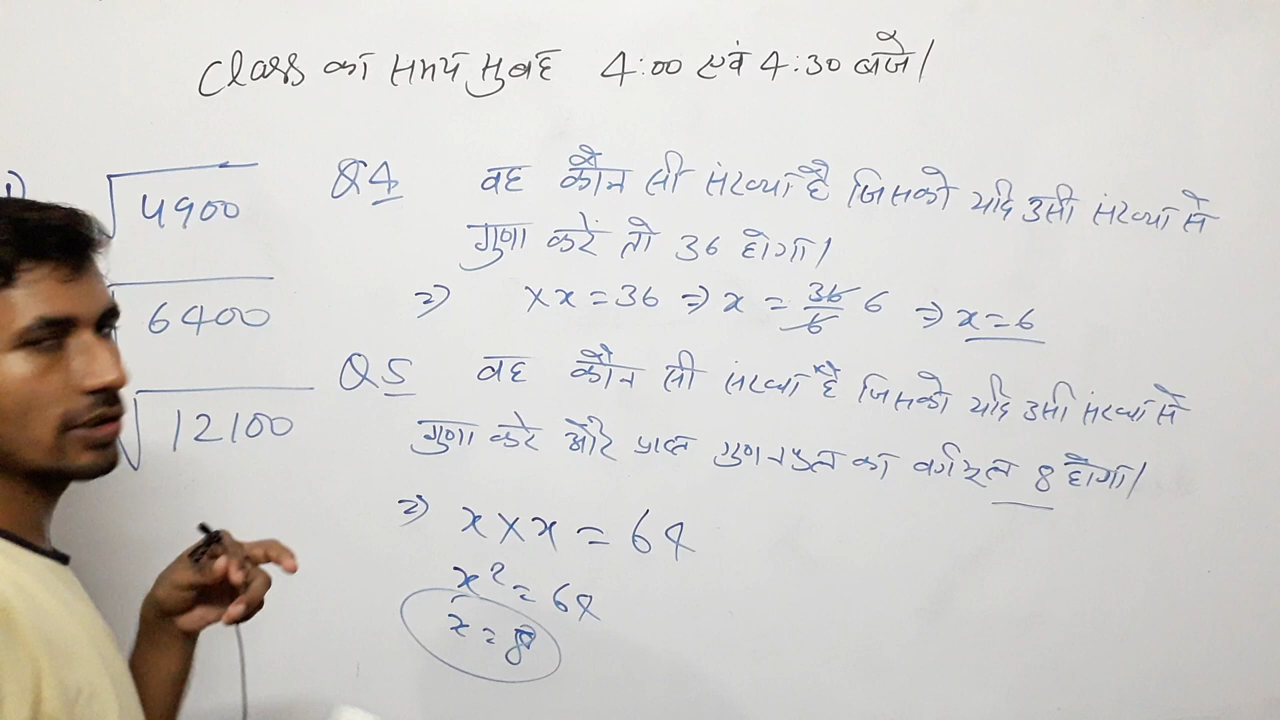 Class का समय सुबह 4:00 एवं 4:30 बजे।
1)
√4900
Q4 वह कौन सी संख्या है जिसको यदि उसी संख्या से
गुणा करें तो 36 होगा।
√6400
⇒ x x = 36 ⇒ x = 36/6 6 ⇒ x = 6
Q5 वह कौन सी संख्या है जिसको यदि उसी संख्या से
√12100
गुणा करे और प्राप्त गुणनफल का वर्गमूल 8 होगा।
⇒ x × x = 64
x² = 64
x = 8